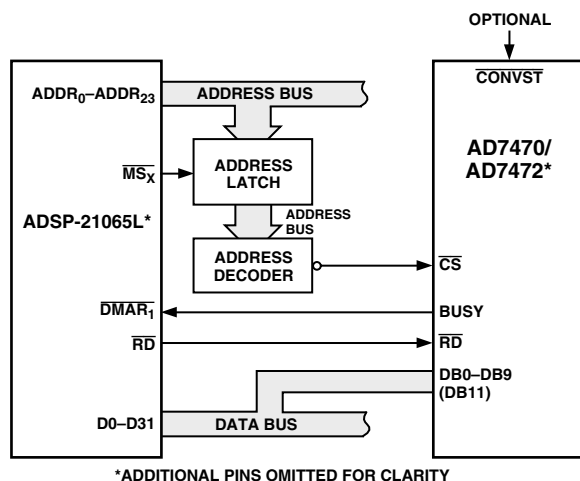 OPTIONAL
ADDR0–ADDR23
ADDRESS BUS
CONVST
MSX
ADDRESS
LATCH
AD7470/
AD7472*
ADSP-21065L*
ADDRESS
BUS
ADDRESS
DECODER
CS
DMAR1
BUSY
RD
RD
DB0–DB9
(DB11)
D0–D31
DATA BUS
*ADDITIONAL PINS OMITTED FOR CLARITY